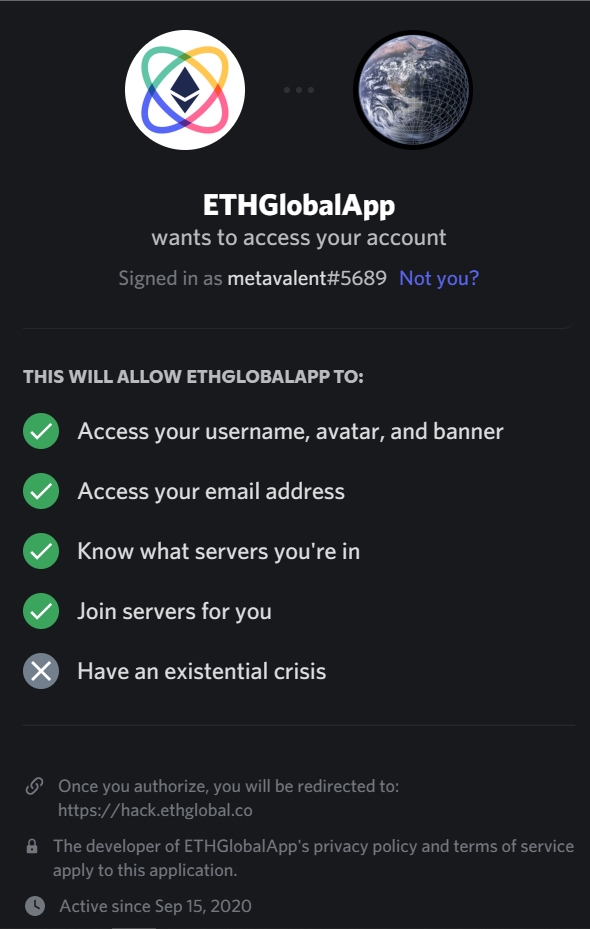 ETHGlobalApp
wants to access your account
Signed in as metavalent#5689 Not you?
THIS WILL ALLOW ETHGLOBALAPP TO:
Access your username, avatar, and banner
Access your email address
Know what servers you're in
Join servers for you
Have an existential crisis
Once you authorize, you will be redirected to:
https://hack.ethglobal.co
The developer of ETHGlobalApp's privacy policy and terms of service
apply to this application.
Active since Sep 15, 2020